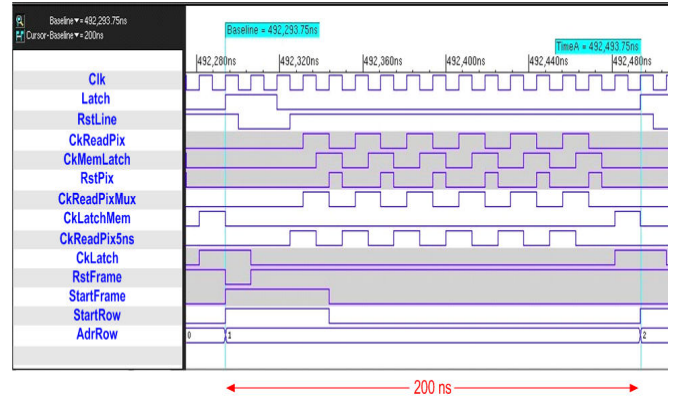 Baseline ▾ = 492,293.75ns
Cursor-Baseline ▾ = 200ns
Baseline = 492,293.75ns
TimeA = 492,493.75ns
492,280ns 492,320ns 492,360ns 492,400ns 492,440ns 492,480ns
Clk
Latch
RstLine
CkReadPix
CkMemLatch
RstPix
CkReadPixMux
CkLatchMem
CkReadPix5ns
CkLatch
RstFrame
StartFrame
StartRow
AdrRow 0 1 2
200 ns